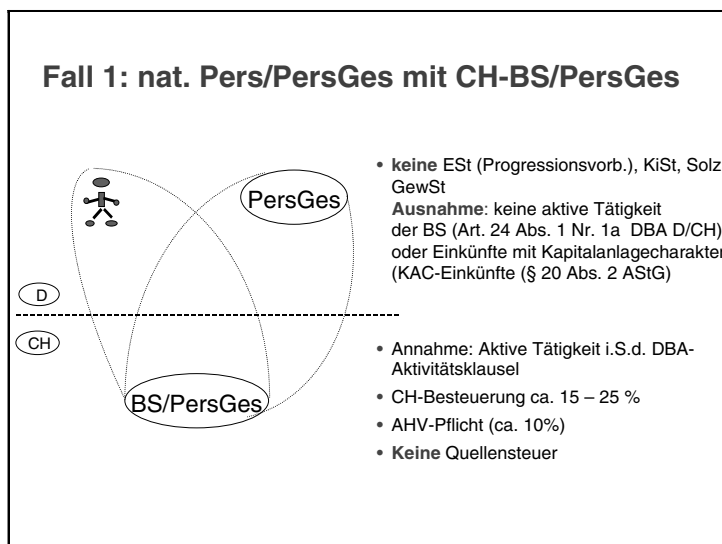 Fall 1: nat. Pers/PersGes mit CH-BS/PersGes
PersGes
D
CH
BS/PersGes
• keine ESt (Progressionsvorb.), KiSt, Solz
GewSt
Ausnahme: keine aktive Tätigkeit
der BS (Art. 24 Abs. 1 Nr. 1a DBA D/CH)
oder Einkünfte mit Kapitalanlagecharakter
(KAC-Einkünfte (§ 20 Abs. 2 AStG)
• Annahme: Aktive Tätigkeit i.S.d. DBA-
Aktivitätsklausel
• CH-Besteuerung ca. 15 – 25 %
• AHV-Pflicht (ca. 10%)
• Keine Quellensteuer